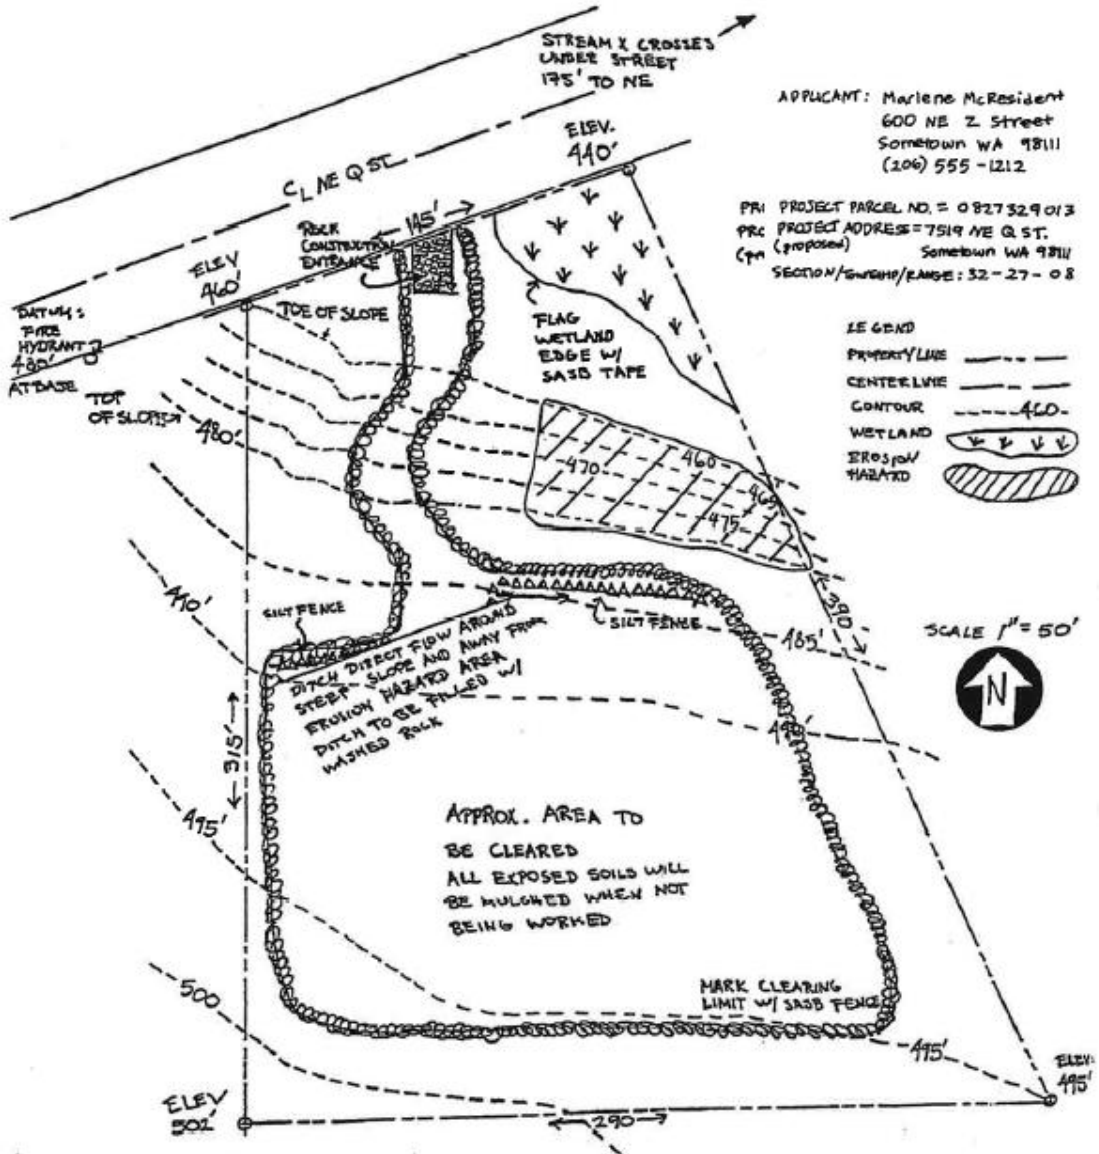 STREAM X CROSSES
UNDER STREET
175' TO NE
ELEV.
440'
CL NE Q ST.
145'
ROCK
CONSTRUCTION
ENTRANCE
ELEV
460'
TOE OF SLOPE
DATUM:
FIRE
HYDRANT
480'
AT BASE
TOP
OF SLOPE
480'
APPLICANT: Marlene McResident
600 NE Z Street
Sometown WA 98111
(206) 555-1212
PRI PROJECT PARCEL NO. = 0827329013
PRC PROJECT ADDRESS = 7519 NE Q ST.
(proposed) Sometown WA 98111
SECTION/TWNSHP/RANGE: 32-27-08
LEGEND
PROPERTY LINE
CENTERLINE
CONTOUR 460
WETLAND
EROSION
HAZARD
FLAG
WETLAND
EDGE W/
SASB TAPE
460
465
470
475
390
SCALE 1" = 50'
N
490'
SILT FENCE
SILT FENCE
485'
DITCH DIRECT FLOW AROUND
STEEP SLOPE AND AWAY FROM
EROSION HAZARD AREA
DITCH TO BE FILLED W/
WASHED ROCK
315'
495'
APPROX. AREA TO
BE CLEARED
ALL EXPOSED SOILS WILL
BE MULCHED WHEN NOT
BEING WORKED
MARK CLEARING
LIMIT W/ SASB FENCE
500
495'
ELEV
502
290
ELEV.